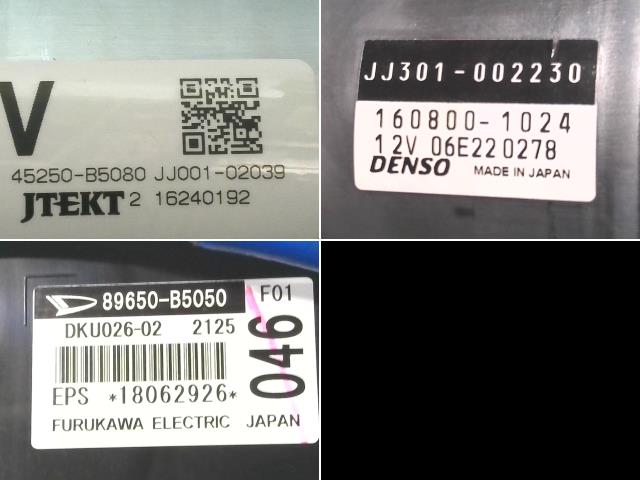 V
45250-B5080 JJ001-02039
JTEKT 2 16240192
JJ301-002230
160800-1024
12V 06E220278
DENSO MADE IN JAPAN
89650-B5050 F01
DKU026-02 2125
046
EPS *18062926*
FURUKAWA ELECTRIC JAPAN